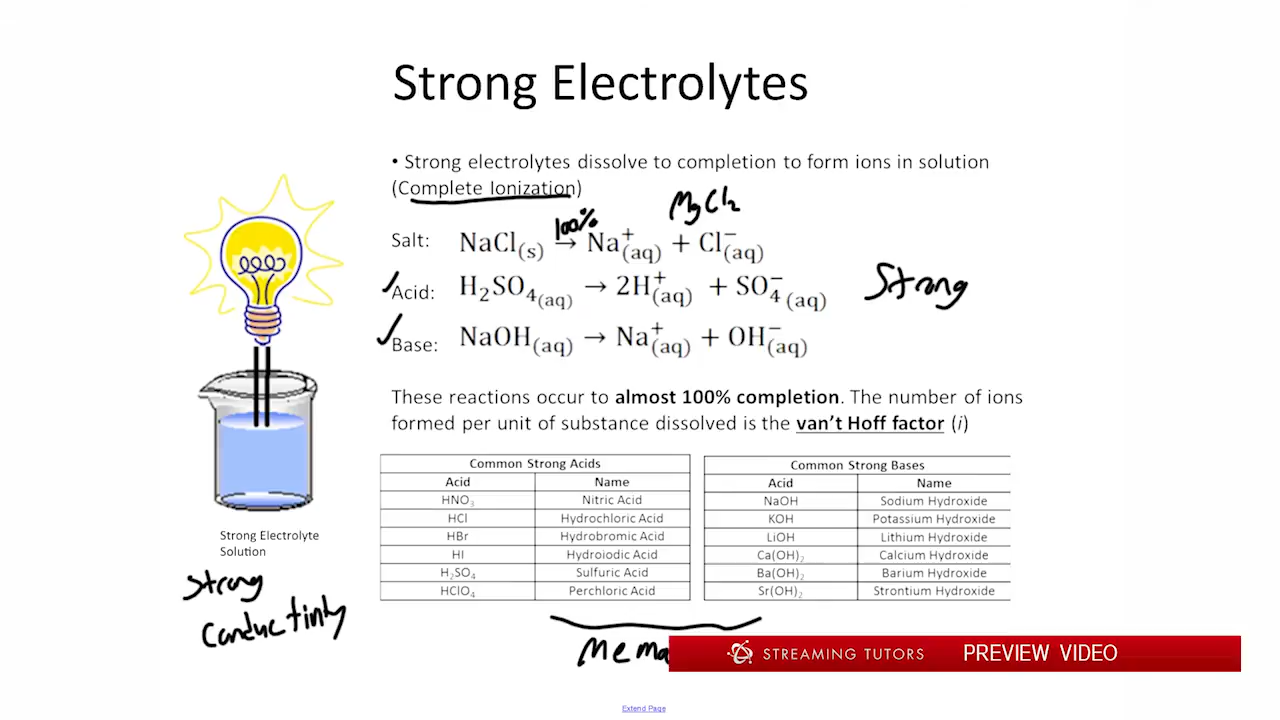 Strong Electrolytes
• Strong electrolytes dissolve to completion to form ions in solution
(Complete Ionization)
MgCl₂
100%
Salt: NaCl(s) → Na⁺(aq) + Cl⁻(aq)
✓Acid: H₂SO₄(aq) → 2H⁺(aq) + SO₄⁻(aq)
Strong
✓Base: NaOH(aq) → Na⁺(aq) + OH⁻(aq)
These reactions occur to almost 100% completion. The number of ions
formed per unit of substance dissolved is the van't Hoff factor (i)
Common Strong Acids
Acid Name
HNO₃ Nitric Acid
HCl Hydrochloric Acid
HBr Hydrobromic Acid
HI Hydroiodic Acid
H₂SO₄ Sulfuric Acid
HClO₄ Perchloric Acid
Common Strong Bases
Acid Name
NaOH Sodium Hydroxide
KOH Potassium Hydroxide
LiOH Lithium Hydroxide
Ca(OH)₂ Calcium Hydroxide
Ba(OH)₂ Barium Hydroxide
Sr(OH)₂ Strontium Hydroxide
Strong Electrolyte
Solution
Strong
Conductivity
STREAMING TUTORS PREVIEW VIDEO
Extend Page